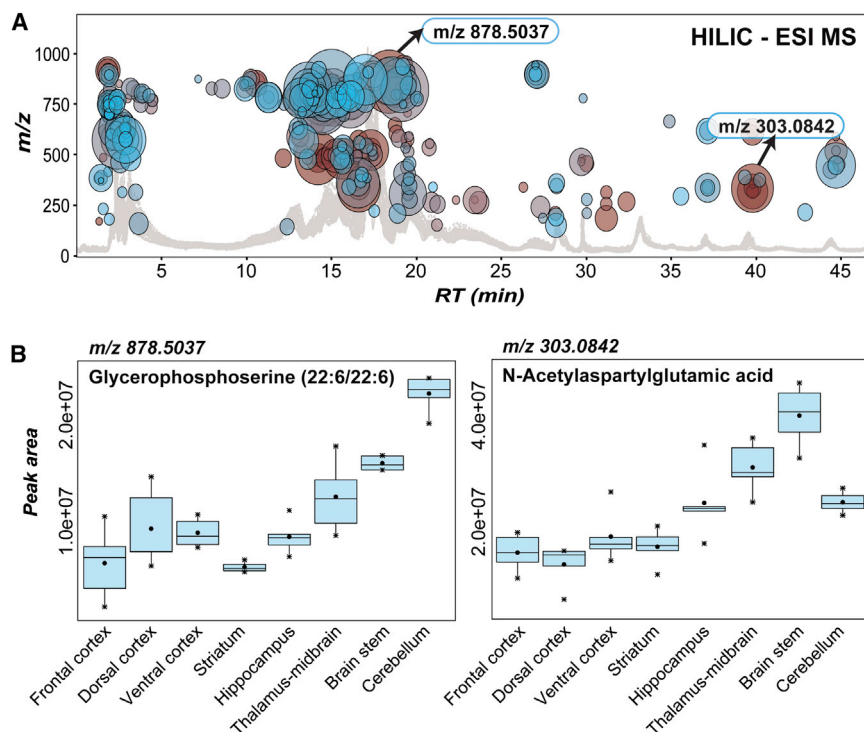 A
m/z 878.5037
HILIC - ESI MS
m/z 303.0842
m/z
1000
750
500
250
0
5 10 15 20 25 30 35 40 45
RT (min)
B
m/z 878.5037
Glycerophosphoserine (22:6/22:6)
Peak area
2.0e+07
1.0e+07
Frontal cortex
Dorsal cortex
Ventral cortex
Striatum
Hippocampus
Thalamus-midbrain
Brain stem
Cerebellum
m/z 303.0842
N-Acetylaspartylglutamic acid
4.0e+07
2.0e+07
Frontal cortex
Dorsal cortex
Ventral cortex
Striatum
Hippocampus
Thalamus-midbrain
Brain stem
Cerebellum